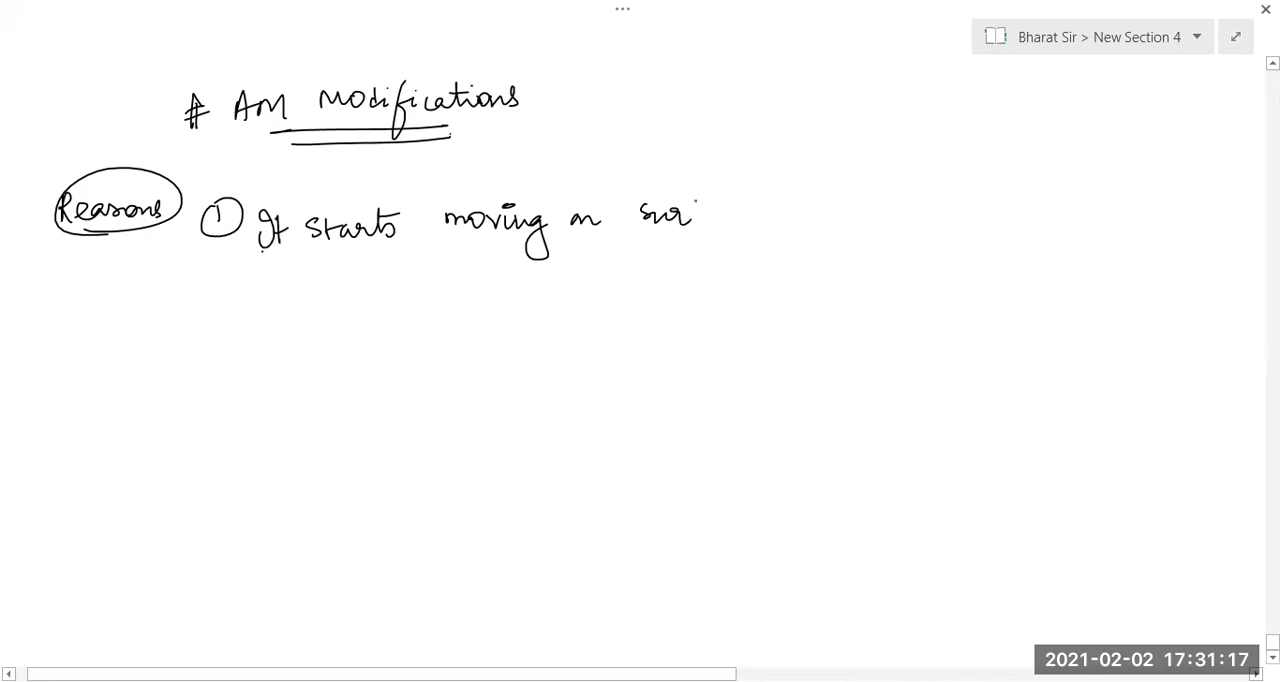 ...
Bharat Sir > New Section 4
# AM Modifications
Reasons ① It starts moving on sur
2021-02-02 17:31:17